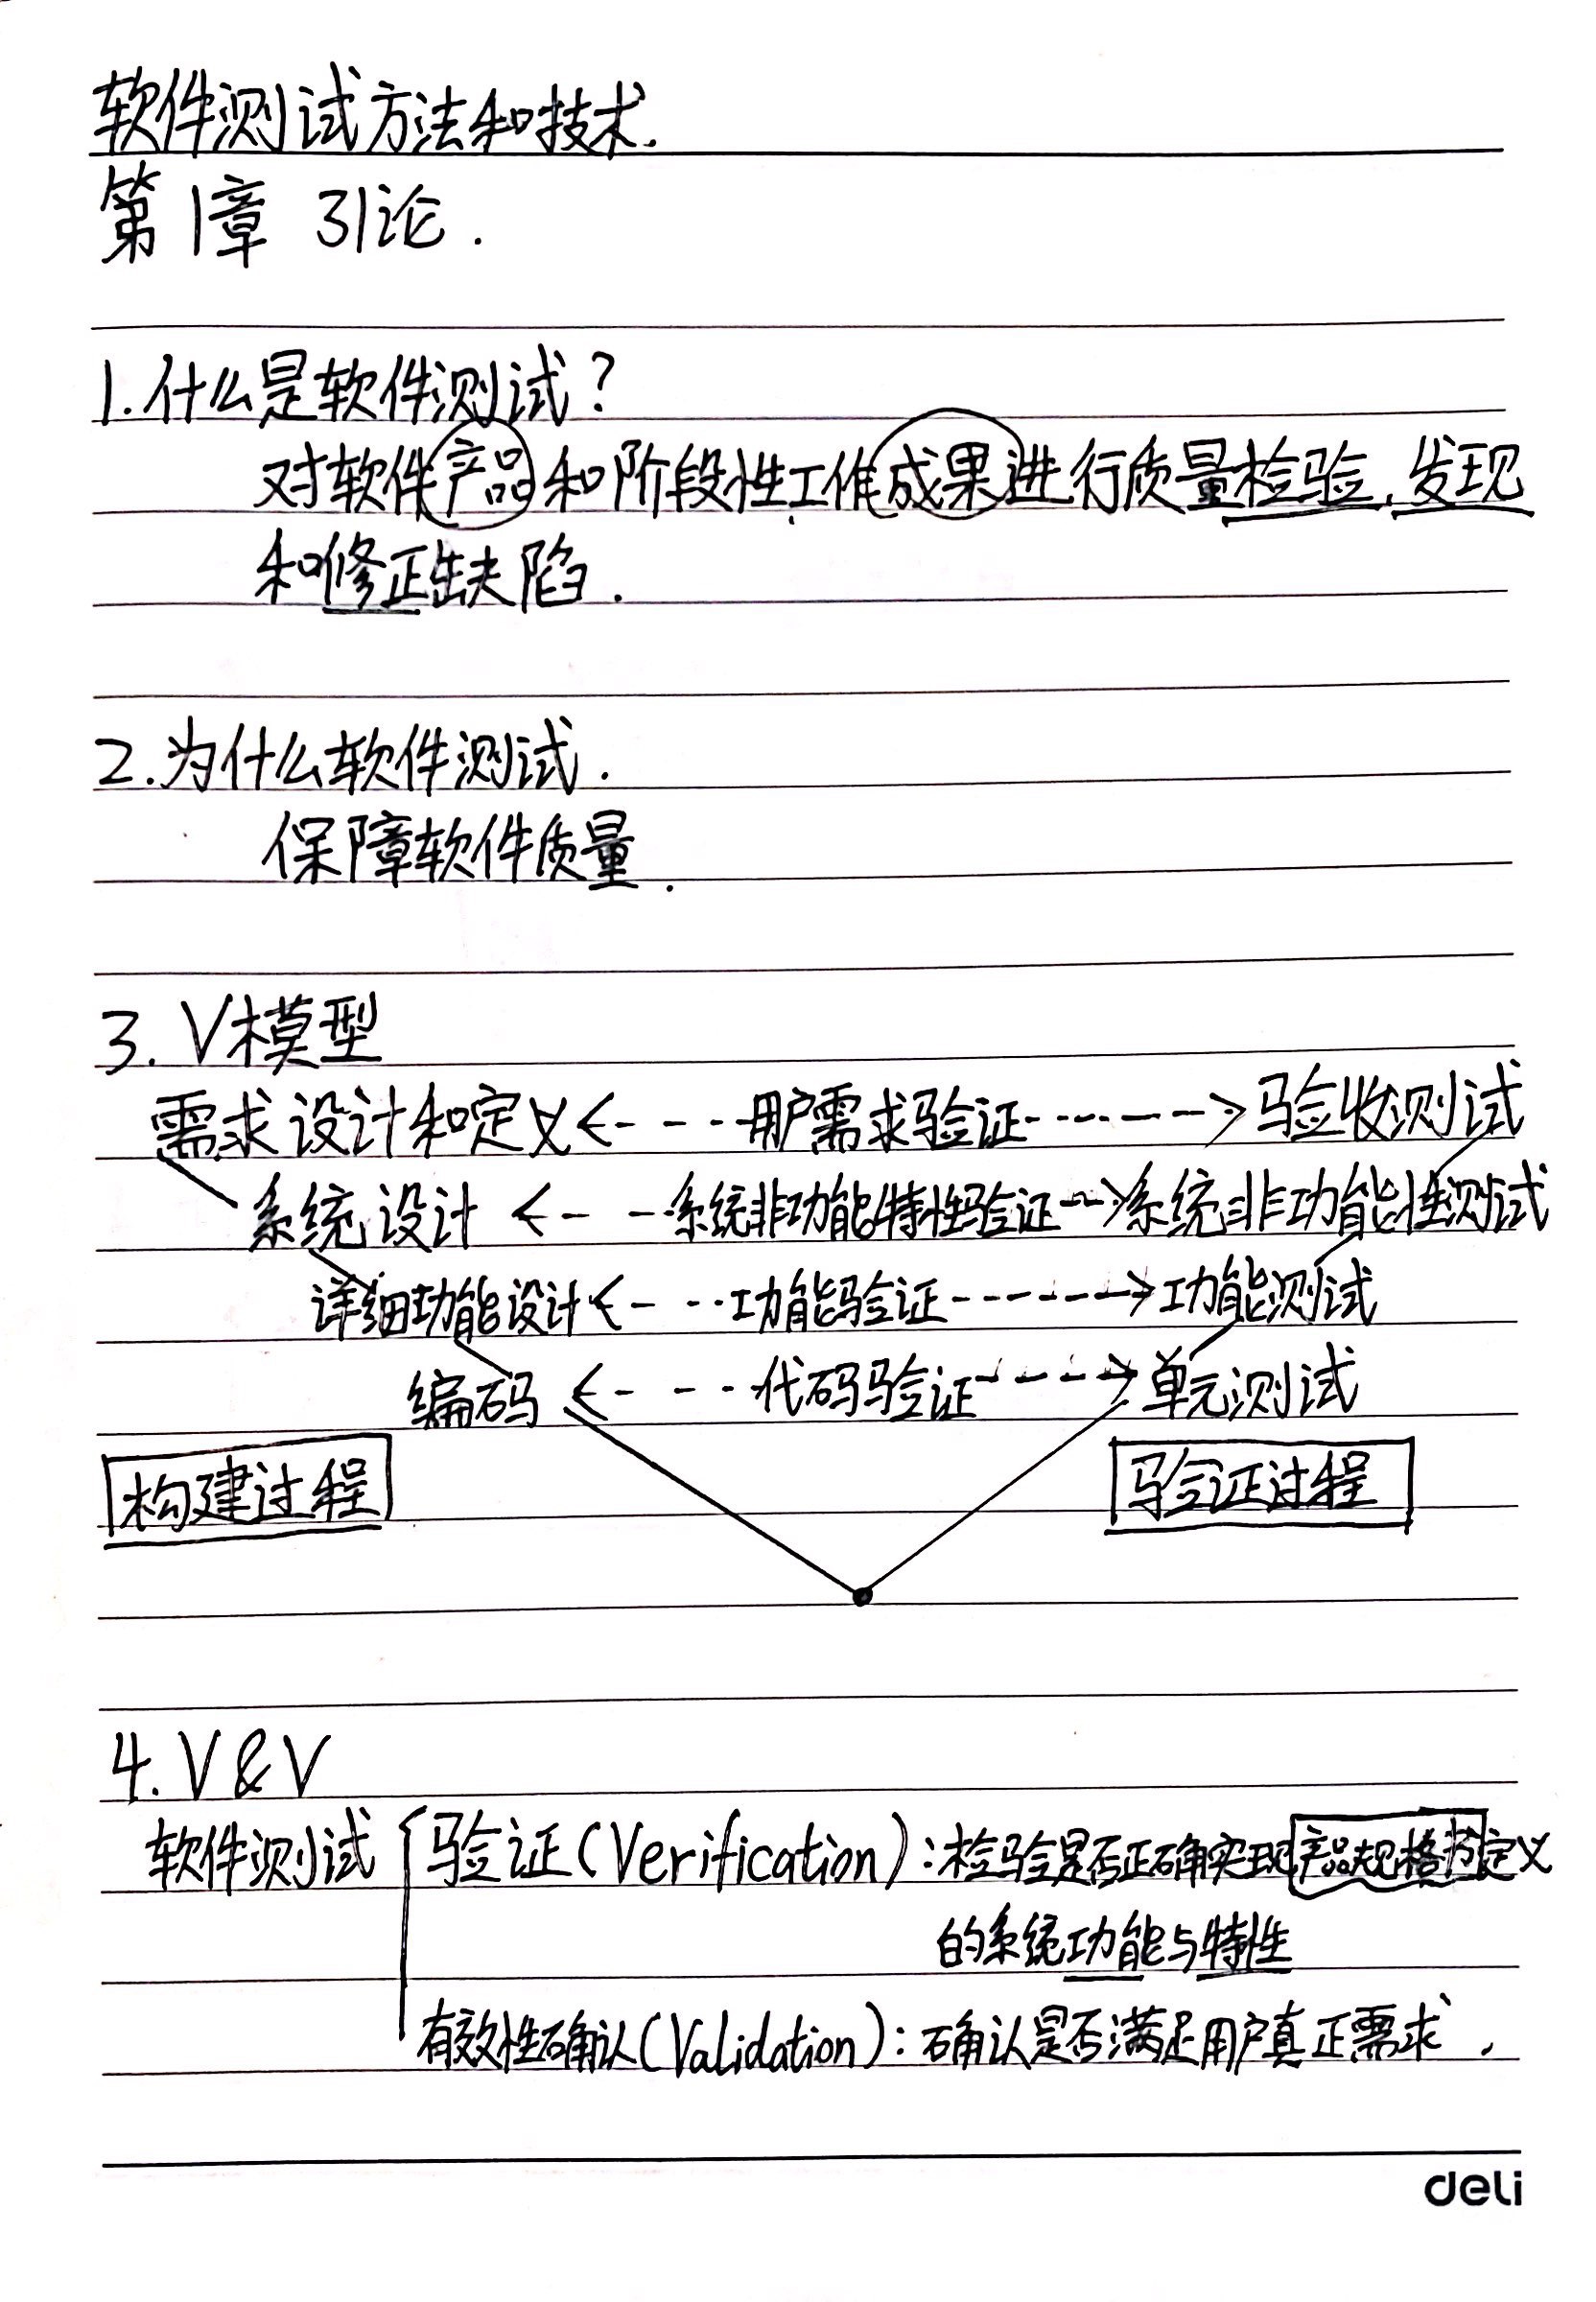 软件测试方法和技术.
第1章 引论.
1.什么是软件测试?
对软件产品和阶段性工作成果进行质量检验,发现
和修正缺陷.
2.为什么软件测试.
保障软件质量.
3. V模型
需求设计和定义<- - - -用户需求验证------->验收测试
系统设计 <- - - -系统非功能特性验证-->系统非功能性测试
详细功能设计<- - - -功能验证------->功能测试
编码 <- - - -代码验证------->单元测试
构建过程 验证过程
4. V&V
软件测试 验证(Verification):检验是否正确实现产品规格书定义
的系统功能与特性
有效性确认(Validation):确认是否满足用户真正需求.
deli